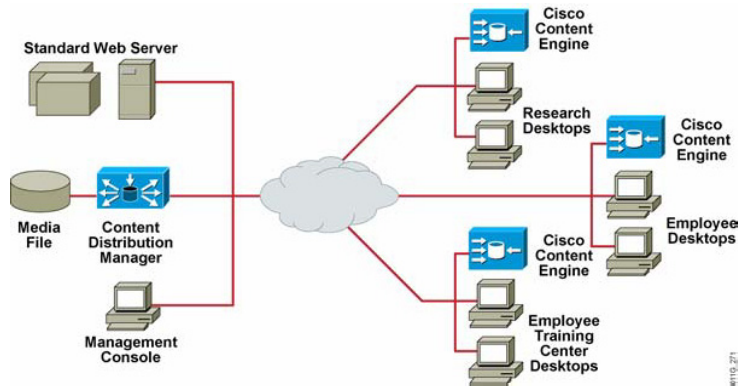 Standard Web Server
Media
File
Content
Distribution
Manager
Management
Console
Cisco
Content
Engine
Research
Desktops
Cisco
Content
Engine
Employee
Desktops
Cisco
Content
Engine
Employee
Training
Center
Desktops